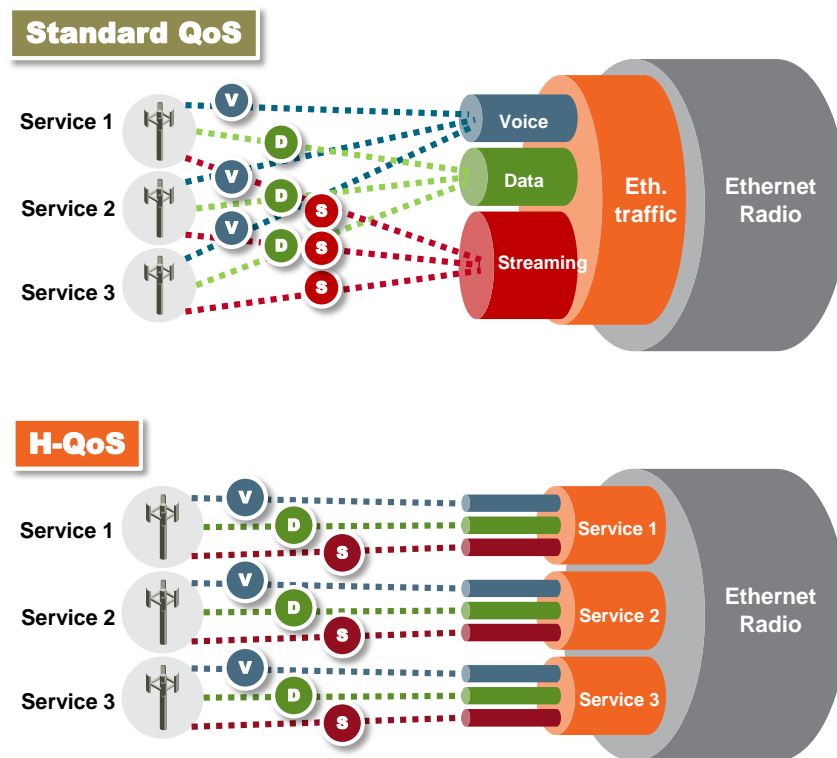 Standard QoS
Service 1
V
D
Voice
Service 2
V
D
S
Data
Eth.
traffic
Ethernet
Radio
V
D
S
Service 3
S
Streaming
H-QoS
Service 1
V
D
S
Service 1
Service 2
V
D
S
Service 2
Ethernet
Radio
Service 3
V
D
S
Service 3